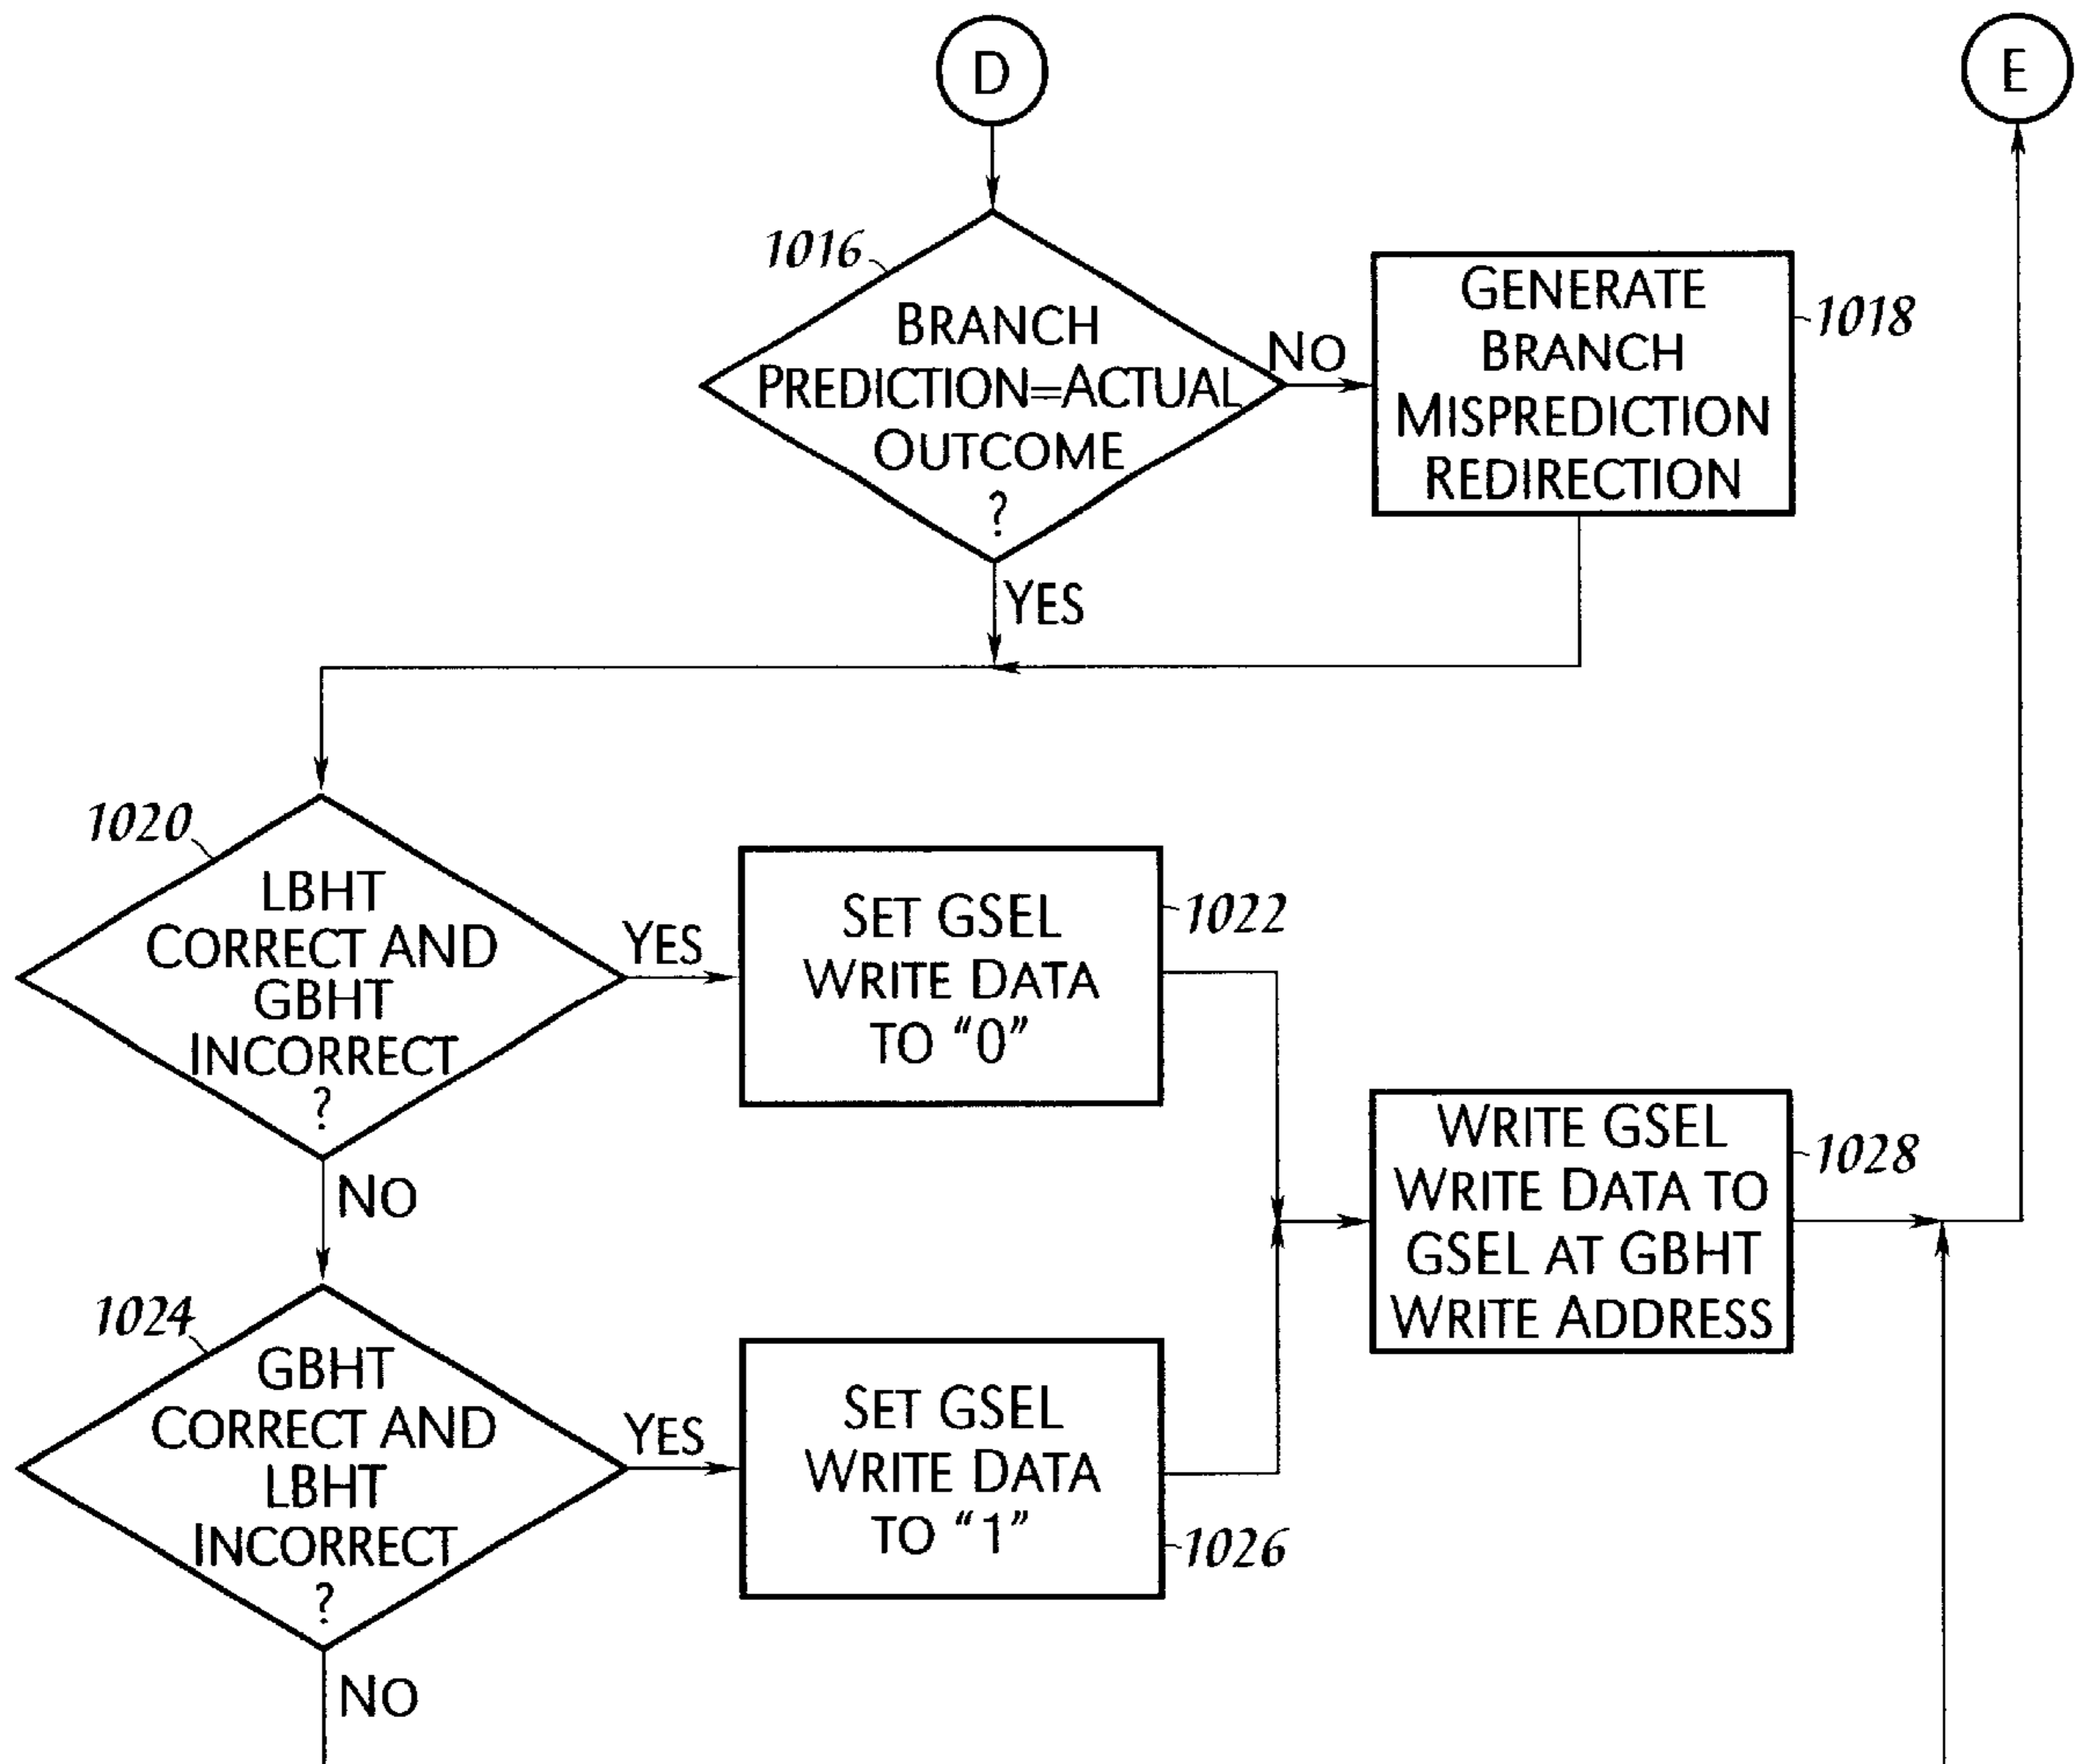 D
E
1016
BRANCH
PREDICTION=ACTUAL
OUTCOME
?
NO
GENERATE
BRANCH
MISPREDICTION
REDIRECTION
1018
YES
1020
LBHT
CORRECT AND
GBHT
INCORRECT
?
YES
SET GSEL
WRITE DATA
TO “0”
1022
NO
WRITE GSEL
WRITE DATA TO
GSEL AT GBHT
WRITE ADDRESS
1028
1024
GBHT
CORRECT AND
LBHT
INCORRECT
?
YES
SET GSEL
WRITE DATA
TO “1”
1026
NO